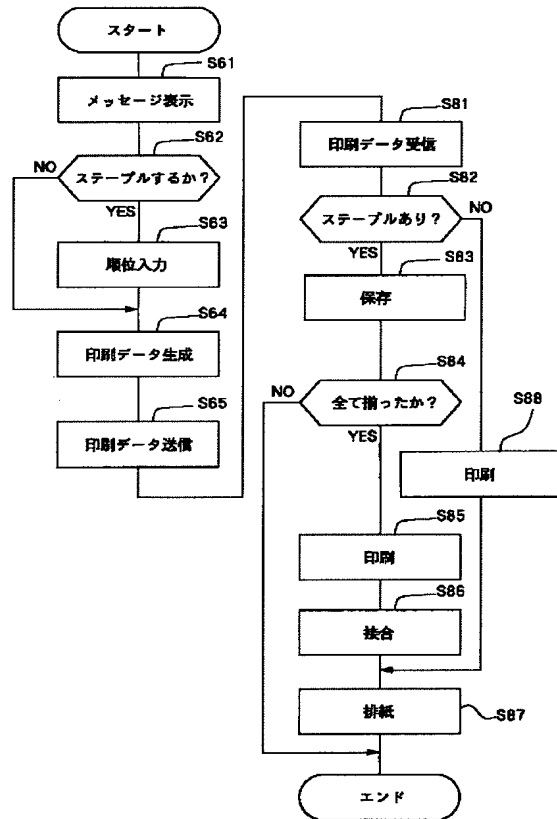 スタート
S61
メッセージ表示
S62
ステープルするか?
NO
YES
S63
順位入力
S64
印刷データ生成
S65
印刷データ送信
S81
印刷データ受信
S82
ステープルあり?
NO
YES
S83
保存
S84
全て揃ったか?
NO
YES
S88
印刷
S85
印刷
S86
接合
排紙
S87
エンド